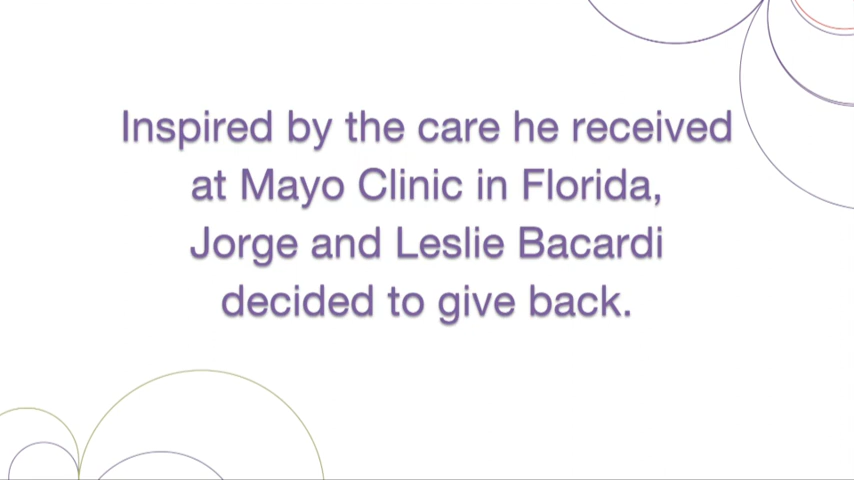 Inspired by the care he received
at Mayo Clinic in Florida,
Jorge and Leslie Bacardi
decided to give back.